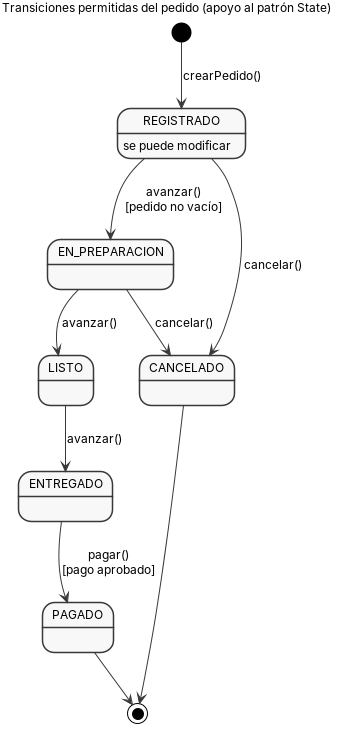 Transiciones permitidas del pedido (apoyo al patrón State)
crearPedido()
REGISTRADO
se puede modificar
avanzar()
[pedido no vacío]
EN_PREPARACION
cancelar()
avanzar()
cancelar()
LISTO
CANCELADO
avanzar()
ENTREGADO
pagar()
[pago aprobado]
PAGADO